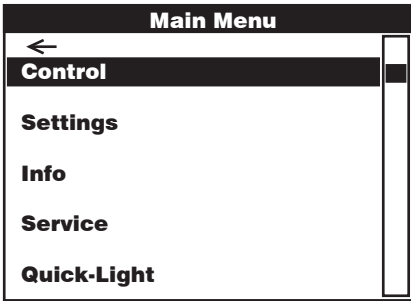 Main Menu
Control
Settings
Info
Service
Quick-Light